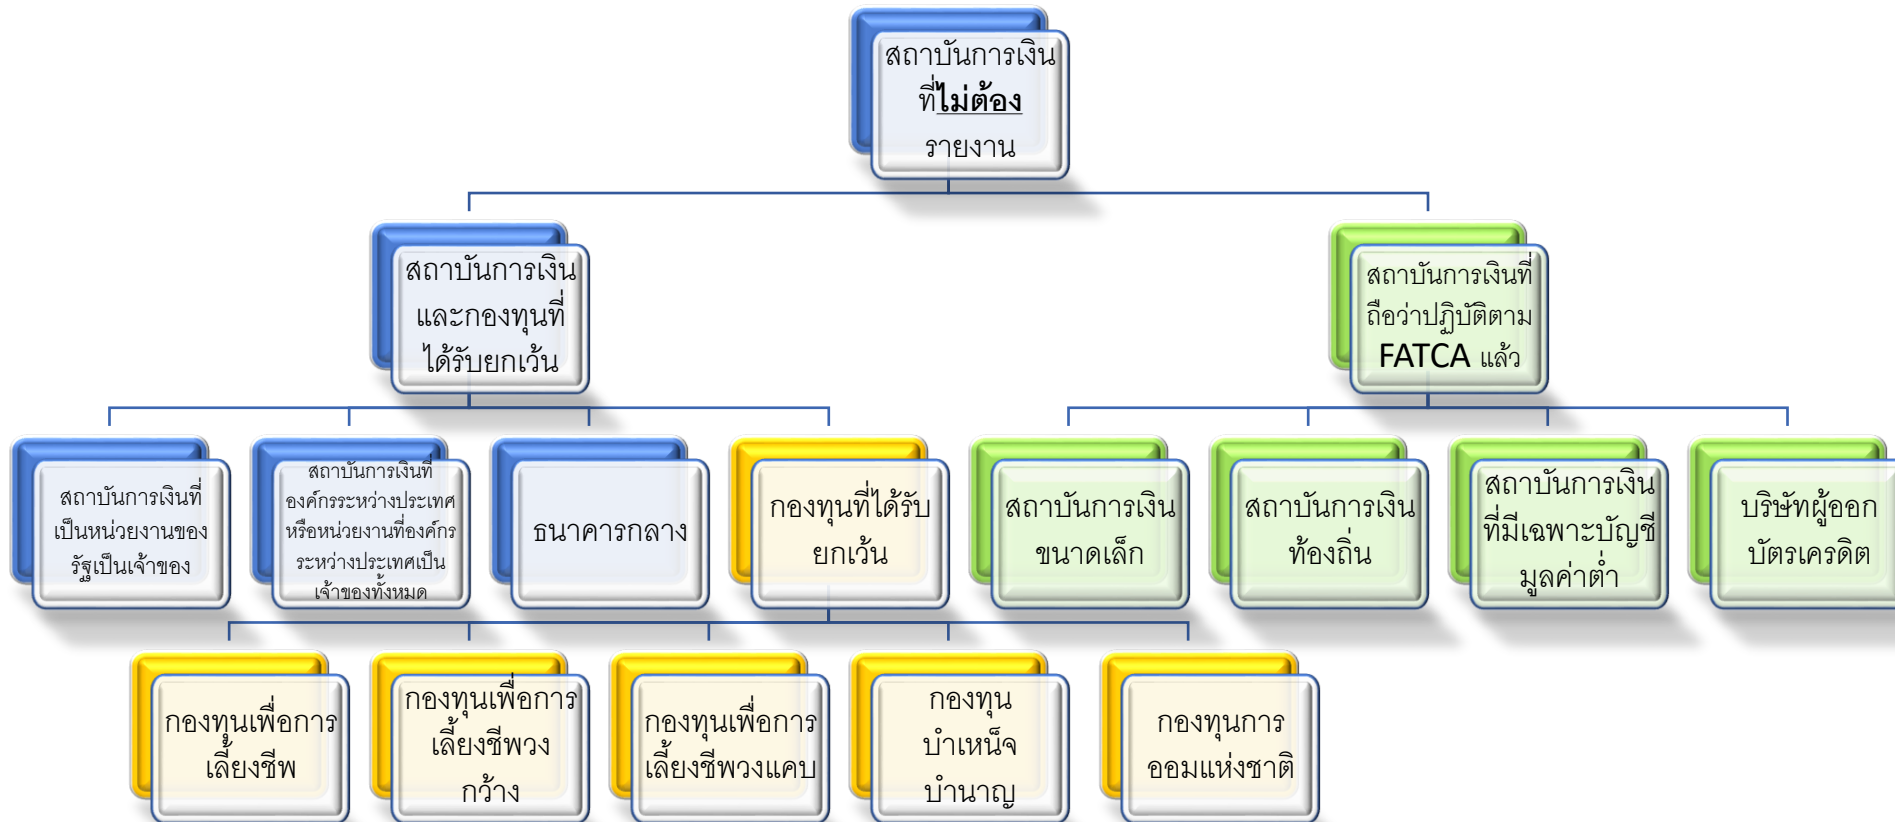 สถาบันการเงิน
ที่ไม่ต้อง
รายงาน
สถาบันการเงิน
และกองทุนที่
ได้รับยกเว้น
สถาบันการเงินที่
ถือว่าปฏิบัติตาม
FATCA แล้ว
สถาบันการเงินที่
เป็นหน่วยงานของ
รัฐเป็นเจ้าของ
สถาบันการเงินที่
องค์กรระหว่างประเทศ
หรือหน่วยงานที่องค์กร
ระหว่างประเทศเป็น
เจ้าของทั้งหมด
ธนาคารกลาง
กองทุนที่ได้รับ
ยกเว้น
สถาบันการเงิน
ขนาดเล็ก
สถาบันการเงิน
ท้องถิ่น
สถาบันการเงิน
ที่มีเฉพาะบัญชี
มูลค่าต่ำ
บริษัทผู้ออก
บัตรเครดิต
กองทุนเพื่อการ
เลี้ยงชีพ
กองทุนเพื่อการ
เลี้ยงชีพวง
กว้าง
กองทุนเพื่อการ
เลี้ยงชีพวงแคบ
กองทุน
บำเหน็จ
บำนาญ
กองทุนการ
ออมแห่งชาติ